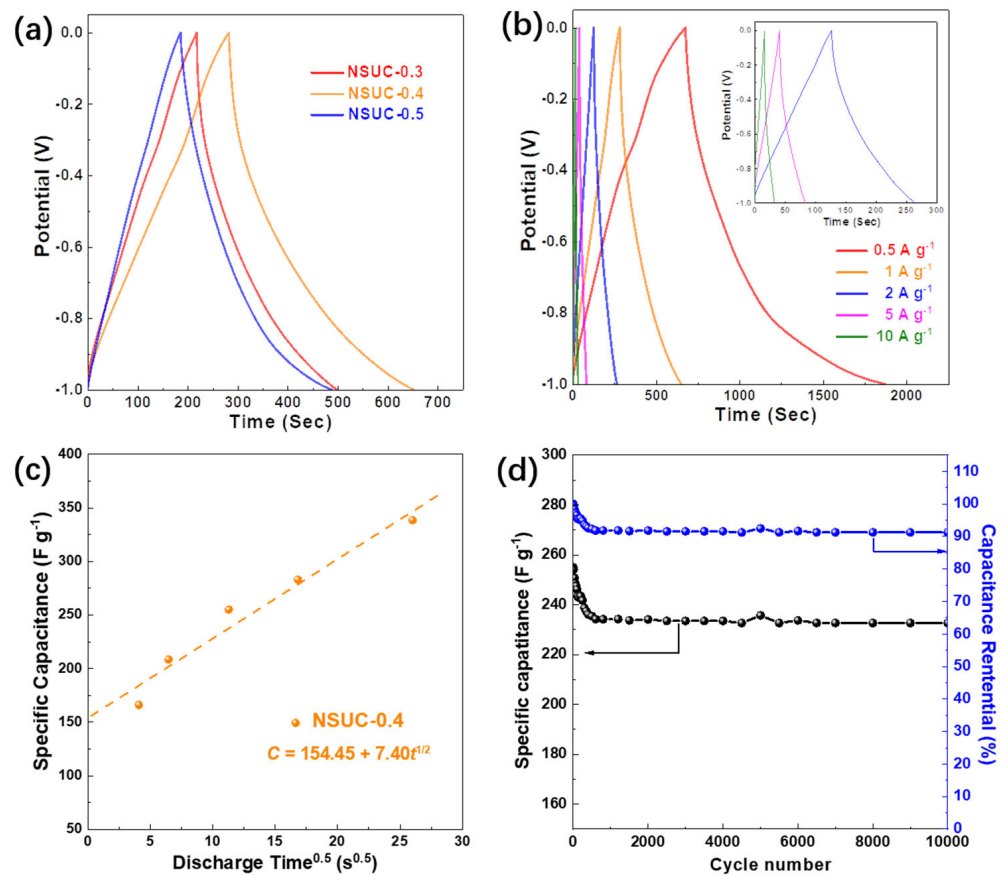 (a)
0.0
-0.2
-0.4
-0.6
-0.8
-1.0
Potential (V)
NSUC-0.3
NSUC-0.4
NSUC-0.5
0 100 200 300 400 500 600 700
Time (Sec)
(b)
0.0
-0.2
-0.4
-0.6
-0.8
-1.0
Potential (V)
0.0
-0.2
-0.4
-0.6
-0.8
-1.0
Potential (V)
0 50 100 150 200 250 300
Time (Sec)
0.5 A g⁻¹
1 A g⁻¹
2 A g⁻¹
5 A g⁻¹
10 A g⁻¹
0 500 1000 1500 2000
Time (Sec)
(c)
400
350
300
250
200
150
100
50
Specific Capacitance (F g⁻¹)
NSUC-0.4
C = 154.45 + 7.40t¹/²
0 5 10 15 20 25 30
Discharge Time⁰·⁵ (s⁰·⁵)
(d)
300
280
260
240
220
200
180
160
Specific capatitance (F g⁻¹)
110
100
90
80
70
60
50
40
30
20
10
0
Capacitance Rentential (%)
0 2000 4000 6000 8000 10000
Cycle number